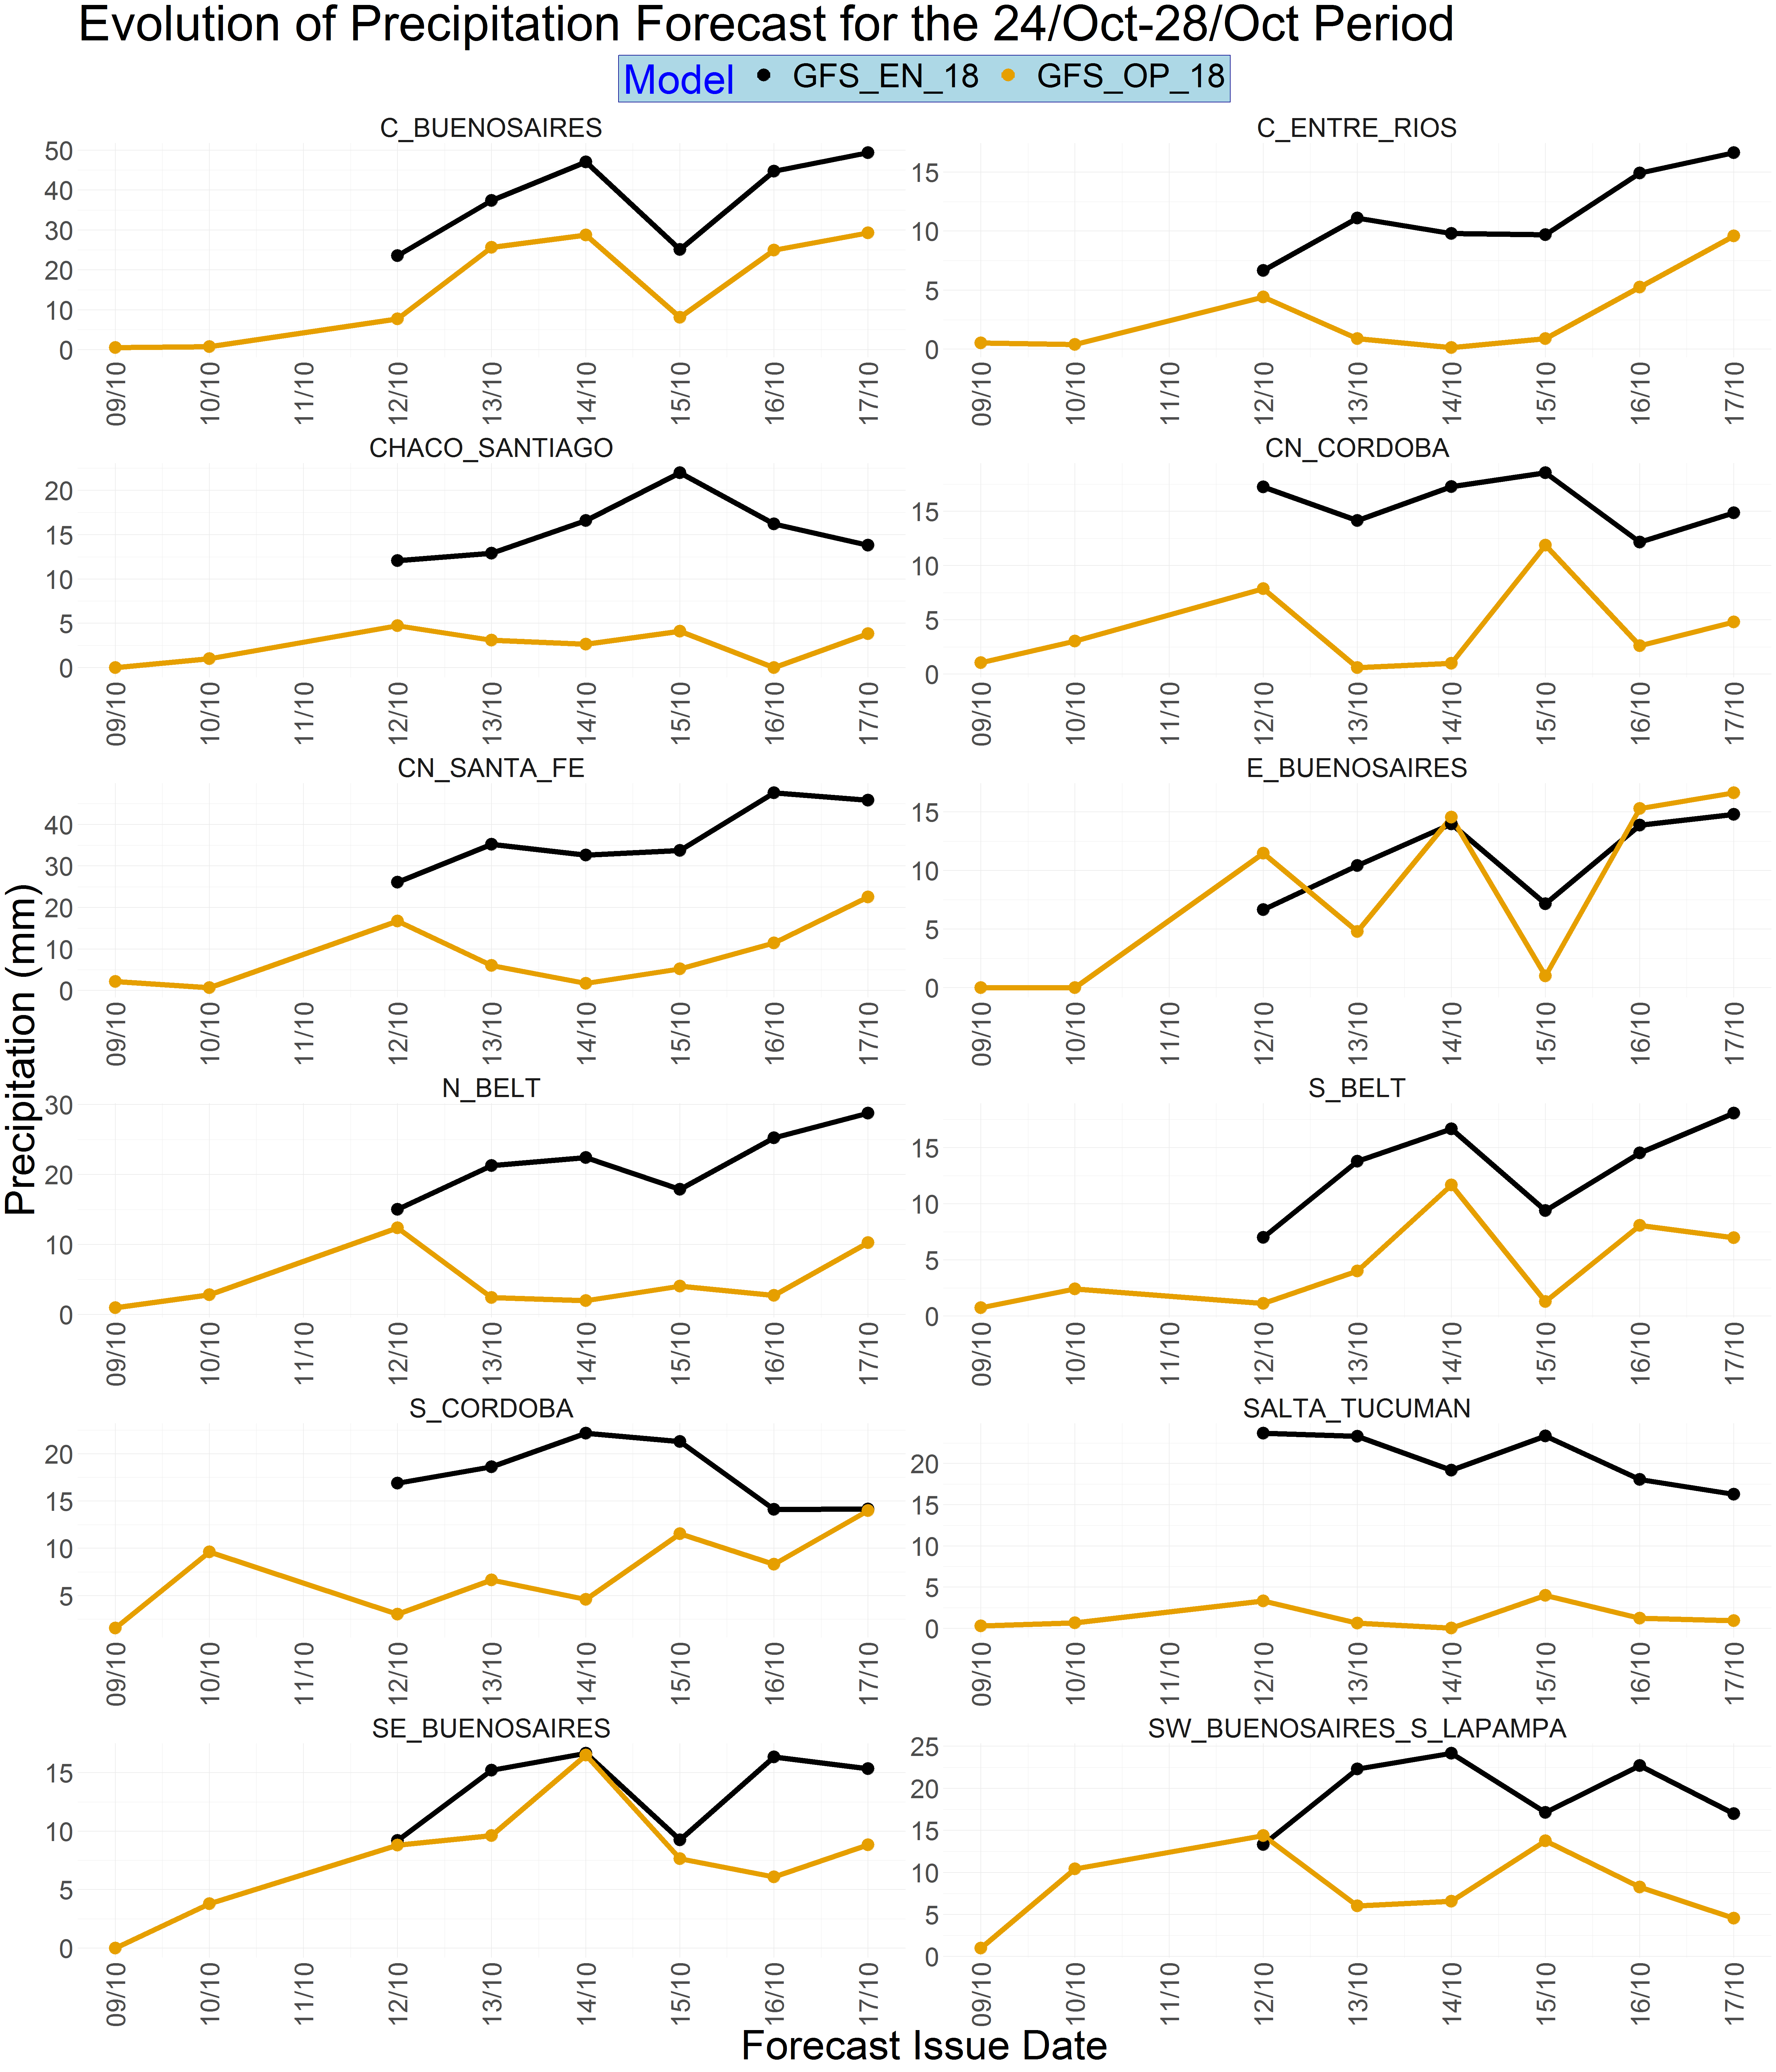 Evolution of Precipitation Forecast for the 24/Oct-28/Oct Period
Model GFS_EN_18 GFS_OP_18
C_BUENOSAIRES
50
40
30
20
10
0
09/10 10/10 11/10 12/10 13/10 14/10 15/10 16/10 17/10
C_ENTRE_RIOS
15
10
5
0
09/10 10/10 11/10 12/10 13/10 14/10 15/10 16/10 17/10
CHACO_SANTIAGO
20
15
10
5
0
09/10 10/10 11/10 12/10 13/10 14/10 15/10 16/10 17/10
CN_CORDOBA
15
10
5
0
09/10 10/10 11/10 12/10 13/10 14/10 15/10 16/10 17/10
CN_SANTA_FE
40
30
20
10
0
09/10 10/10 11/10 12/10 13/10 14/10 15/10 16/10 17/10
E_BUENOSAIRES
15
10
5
0
09/10 10/10 11/10 12/10 13/10 14/10 15/10 16/10 17/10
Precipitation (mm)
N_BELT
30
20
10
0
09/10 10/10 11/10 12/10 13/10 14/10 15/10 16/10 17/10
S_BELT
15
10
5
0
09/10 10/10 11/10 12/10 13/10 14/10 15/10 16/10 17/10
S_CORDOBA
20
15
10
5
09/10 10/10 11/10 12/10 13/10 14/10 15/10 16/10 17/10
SALTA_TUCUMAN
20
15
10
5
0
09/10 10/10 11/10 12/10 13/10 14/10 15/10 16/10 17/10
SE_BUENOSAIRES
15
10
5
0
09/10 10/10 11/10 12/10 13/10 14/10 15/10 16/10 17/10
SW_BUENOSAIRES_S_LAPAMPA
25
20
15
10
5
0
09/10 10/10 11/10 12/10 13/10 14/10 15/10 16/10 17/10
Forecast Issue Date